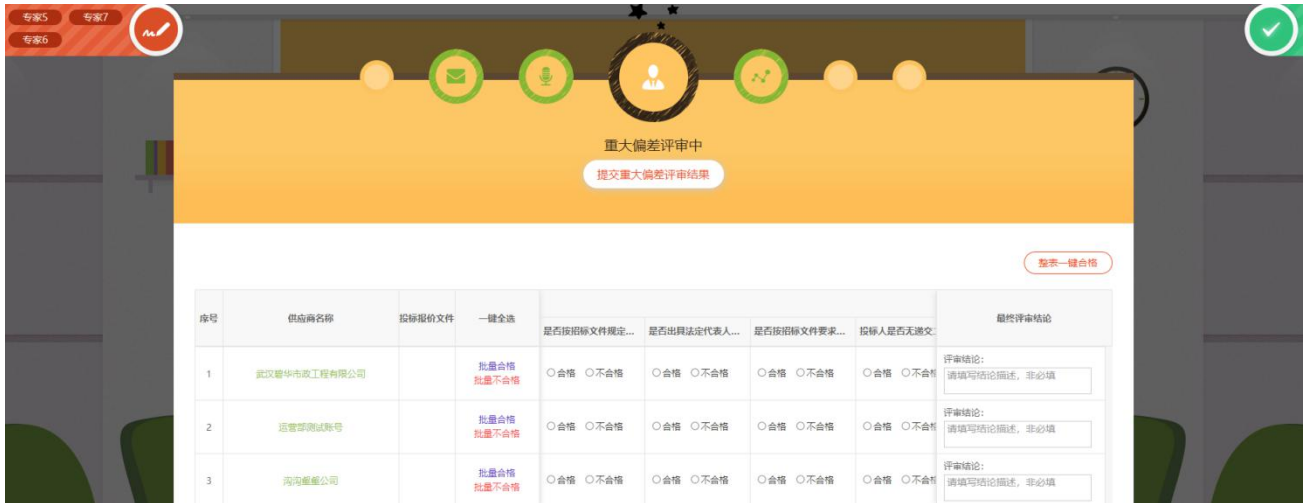 专家5 专家7
专家6
重大偏差评审中
提交重大偏差评审结果
整表一键合格
序号 供应商名称 投标报价文件 一键全选 最终评审结论
是否按招标文件规定... 是否出具法定代表人... 是否按招标文件要求... 投标人是否无递交
1 武汉碧华市政工程有限公司 批量合格 批量不合格 合格 不合格 合格 不合格 合格 不合格 合格 不合格 评审结论:
请填写结论描述，非必填
2 运营部测试账号 批量合格 批量不合格 合格 不合格 合格 不合格 合格 不合格 合格 不合格 评审结论:
请填写结论描述，非必填
3 沟沟艇艇公司 批量合格 批量不合格 合格 不合格 合格 不合格 合格 不合格 合格 不合格 评审结论:
请填写结论描述，非必填